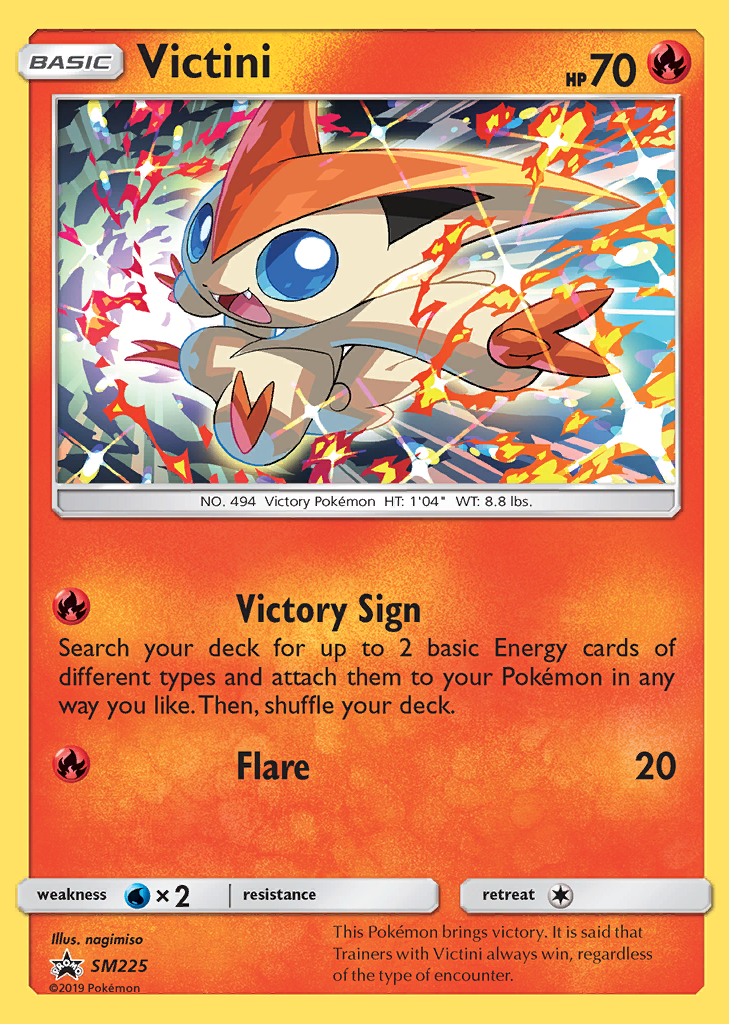 BASIC Victini HP70
NO. 494 Victory Pokémon HT: 1'04" WT: 8.8 lbs.
Victory Sign
Search your deck for up to 2 basic Energy cards of
different types and attach them to your Pokémon in any
way you like. Then, shuffle your deck.
Flare 20
weakness ×2 resistance retreat
Illus. nagimiso
PROMO SM225
©2019 Pokémon
This Pokémon brings victory. It is said that
Trainers with Victini always win, regardless
of the type of encounter.